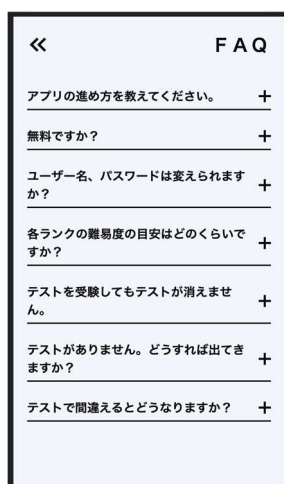 « FAQ
アプリの進め方を教えてください。 +
無料ですか？ +
ユーザー名、パスワードは変えられます
か？ +
各ランクの難易度の目安はどのくらいで
すか？ +
テストを受験してもテストが消えませ
ん。 +
テストがありません。どうすれば出てき
ますか？ +
テストで間違えるとどうなりますか？ +